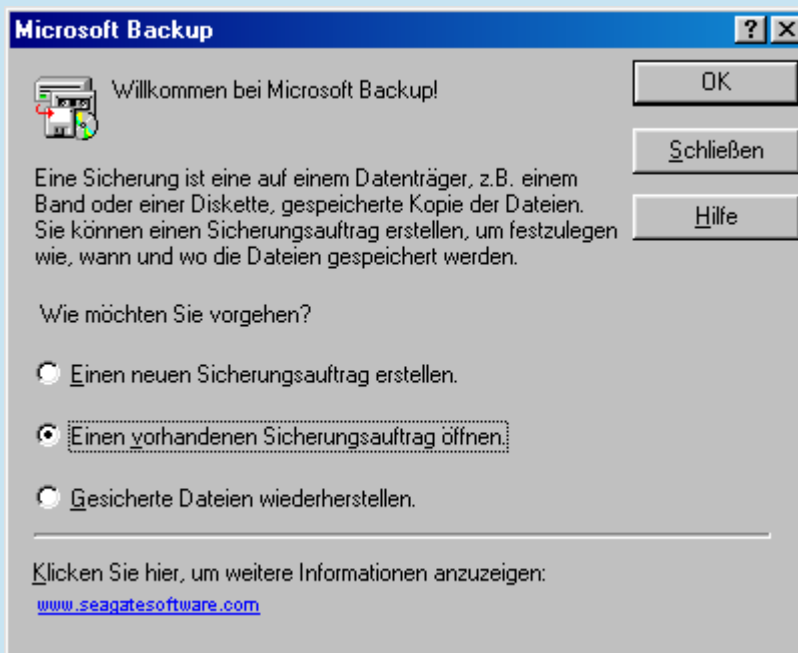 Microsoft Backup
Willkommen bei Microsoft Backup!
OK
Schließen
Hilfe
Eine Sicherung ist eine auf einem Datenträger, z.B. einem
Band oder einer Diskette, gespeicherte Kopie der Dateien.
Sie können einen Sicherungsauftrag erstellen, um festzulegen
wie, wann und wo die Dateien gespeichert werden.
Wie möchten Sie vorgehen?
Einen neuen Sicherungsauftrag erstellen.
Einen vorhandenen Sicherungsauftrag öffnen.
Gesicherte Dateien wiederherstellen.
Klicken Sie hier, um weitere Informationen anzuzeigen:
www.seagatesoftware.com